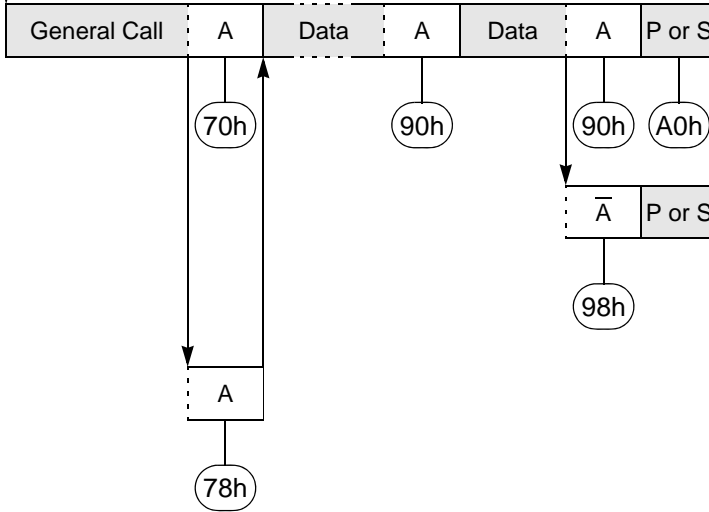 General Call A Data A Data A P or S
70h 90h 90h A0h
A̅ P or S
98h
A
78h